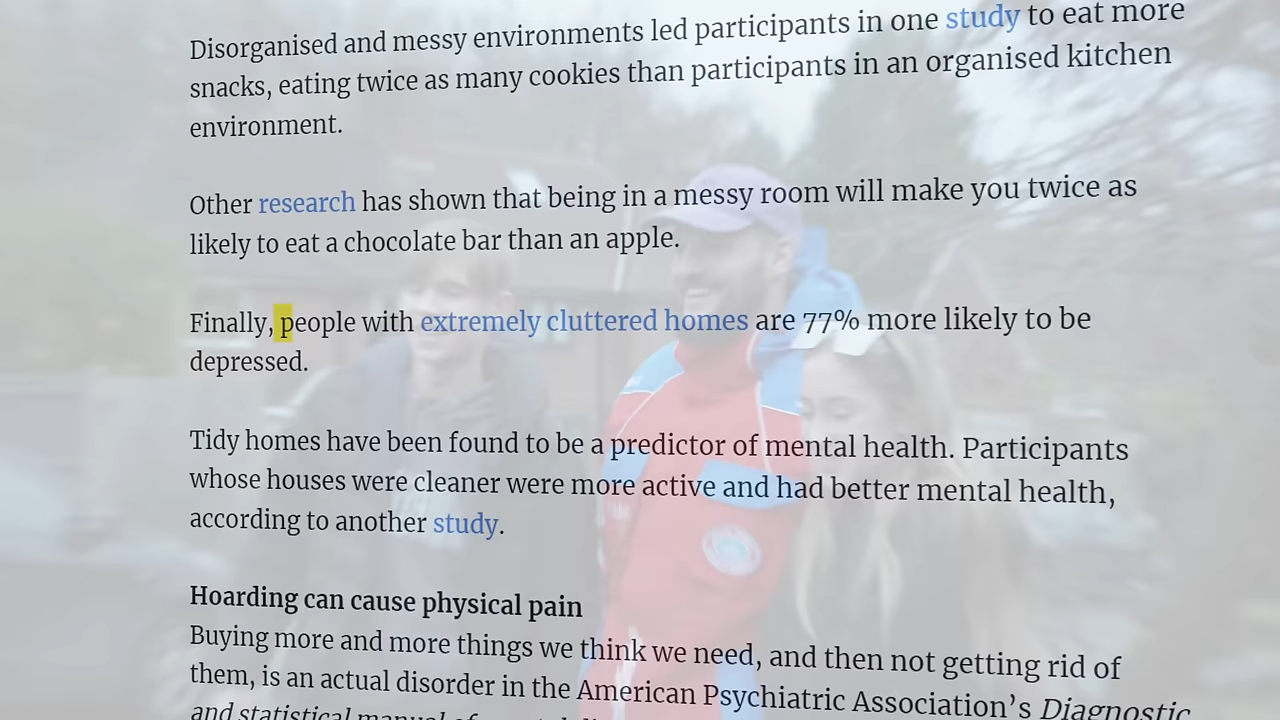 Disorganised and messy environments led participants in one study to eat more
snacks, eating twice as many cookies than participants in an organised kitchen
environment.
Other research has shown that being in a messy room will make you twice as
likely to eat a chocolate bar than an apple.
Finally, people with extremely cluttered homes are 77% more likely to be
depressed.
Tidy homes have been found to be a predictor of mental health. Participants
whose houses were cleaner were more active and had better mental health,
according to another study.
Hoarding can cause physical pain
Buying more and more things we think we need, and then not getting rid of
them, is an actual disorder in the American Psychiatric Association’s Diagnostic
and statistical manual of